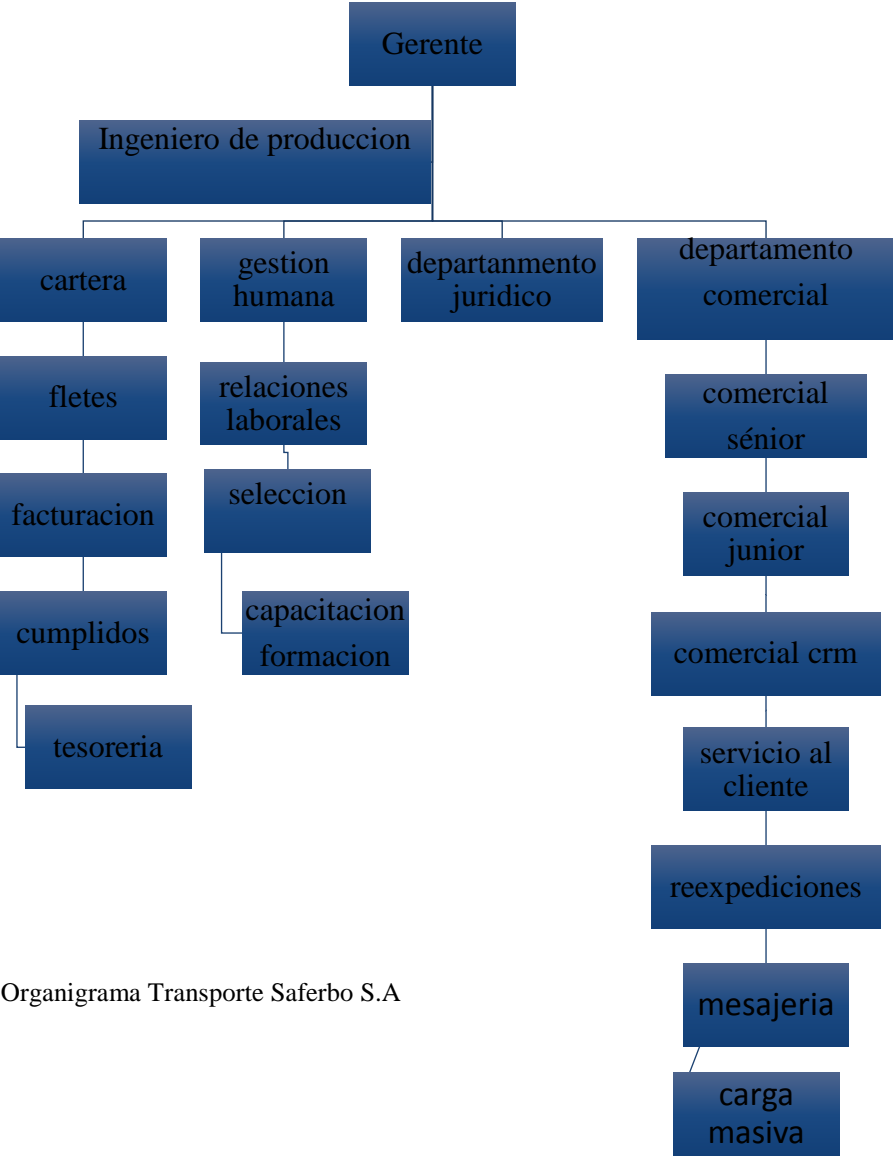 Gerente
Ingeniero de produccion
cartera
gestion
humana
departanmento
juridico
departamento
comercial
fletes
relaciones
laborales
comercial
sénior
facturacion
seleccion
comercial
junior
cumplidos
capacitacion
formacion
comercial crm
tesoreria
servicio al
cliente
reexpediciones
Organigrama Transporte Saferbo S.A
mesajeria
carga
masiva